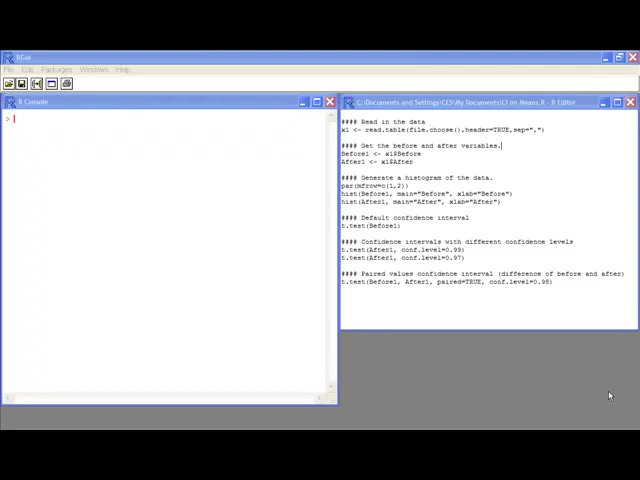 RGui
File Edit Packages Windows Help
R Console
>
C:\Documents and Settings\CE5\My Documents\CI on Means.R - R Editor
#### Read in the data
x1 <- read.table(file.choose(),header=TRUE,sep=",")
#### Get the before and after variables.
Before1 <- x1$Before
After1 <- x1$After
#### Generate a histogram of the data.
par(mfrow=c(1,2))
hist(Before1, main="Before", xlab="Before")
hist(After1, main="After", xlab="After")
#### Default confidence interval
t.test(Before1)
#### Confidence intervals with different confidence levels
t.test(After1, conf.level=0.99)
t.test(After1, conf.level=0.97)
#### Paired values confidence interval (difference of before and after)
t.test(Before1, After1, paired=TRUE, conf.level=0.98)